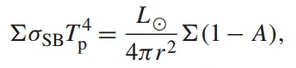 Σσ_SB T_p^4 = L_⊙ / 4πr^2 Σ(1 − A),